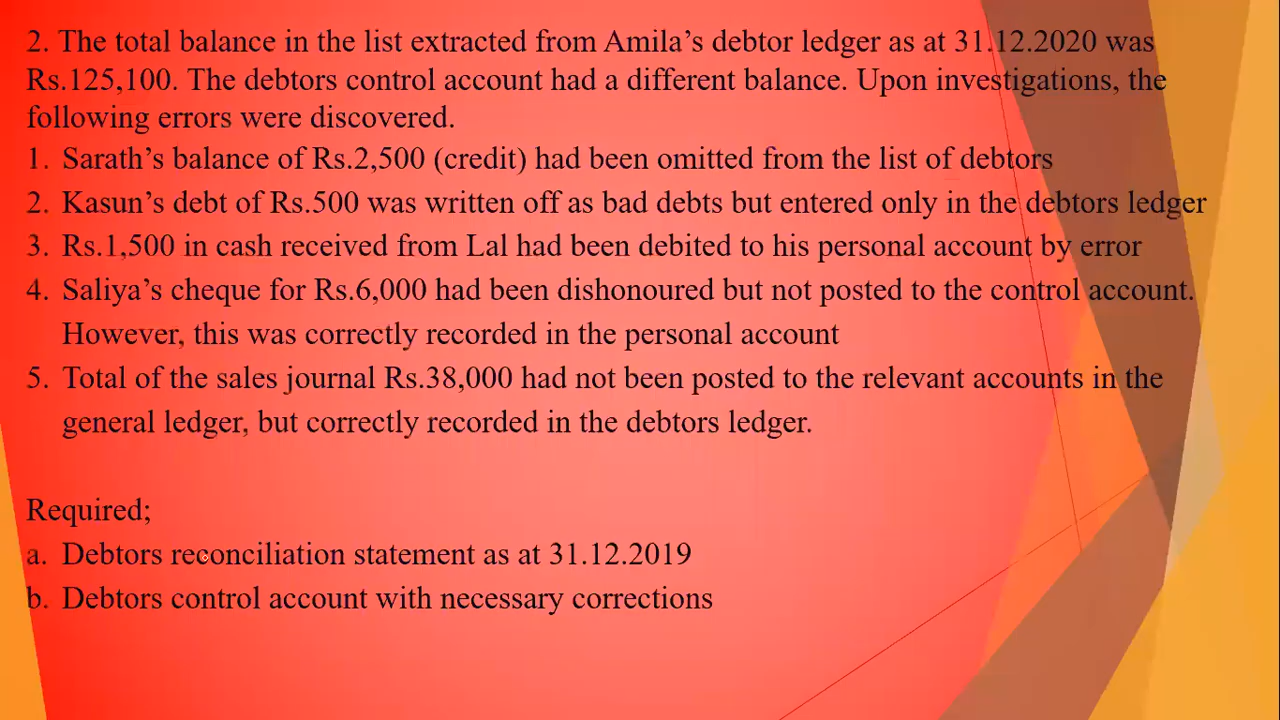 2. The total balance in the list extracted from Amila’s debtor ledger as at 31.12.2020 was
Rs.125,100. The debtors control account had a different balance. Upon investigations, the
following errors were discovered.
1. Sarath’s balance of Rs.2,500 (credit) had been omitted from the list of debtors
2. Kasun’s debt of Rs.500 was written off as bad debts but entered only in the debtors ledger
3. Rs.1,500 in cash received from Lal had been debited to his personal account by error
4. Saliya’s cheque for Rs.6,000 had been dishonoured but not posted to the control account.
However, this was correctly recorded in the personal account
5. Total of the sales journal Rs.38,000 had not been posted to the relevant accounts in the
general ledger, but correctly recorded in the debtors ledger.
Required;
a. Debtors reconciliation statement as at 31.12.2019
b. Debtors control account with necessary corrections